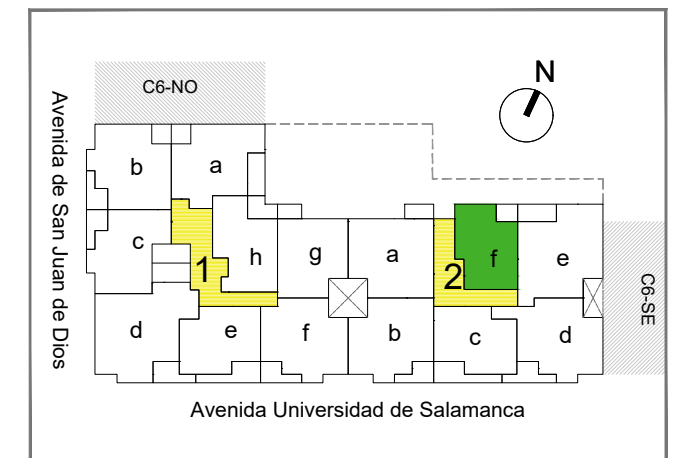 N
C6-NO
Avenida de San Juan de Dios
b
a
c
h
g
a
f
e
1
2
d
e
f
b
c
d
C6-SE
Avenida Universidad de Salamanca